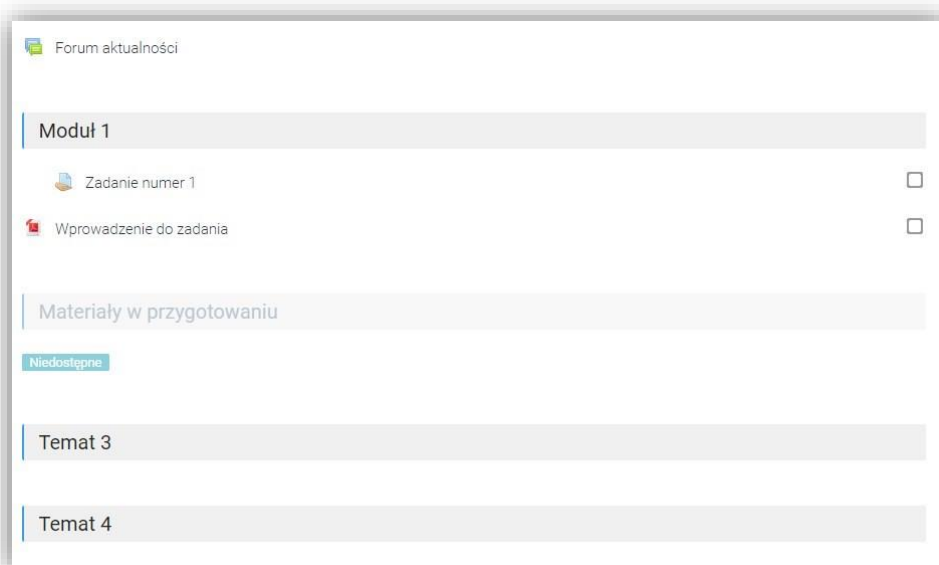 Forum aktualności
Moduł 1
Zadanie numer 1
Wprowadzenie do zadania
Materiały w przygotowaniu
Niedostępne
Temat 3
Temat 4